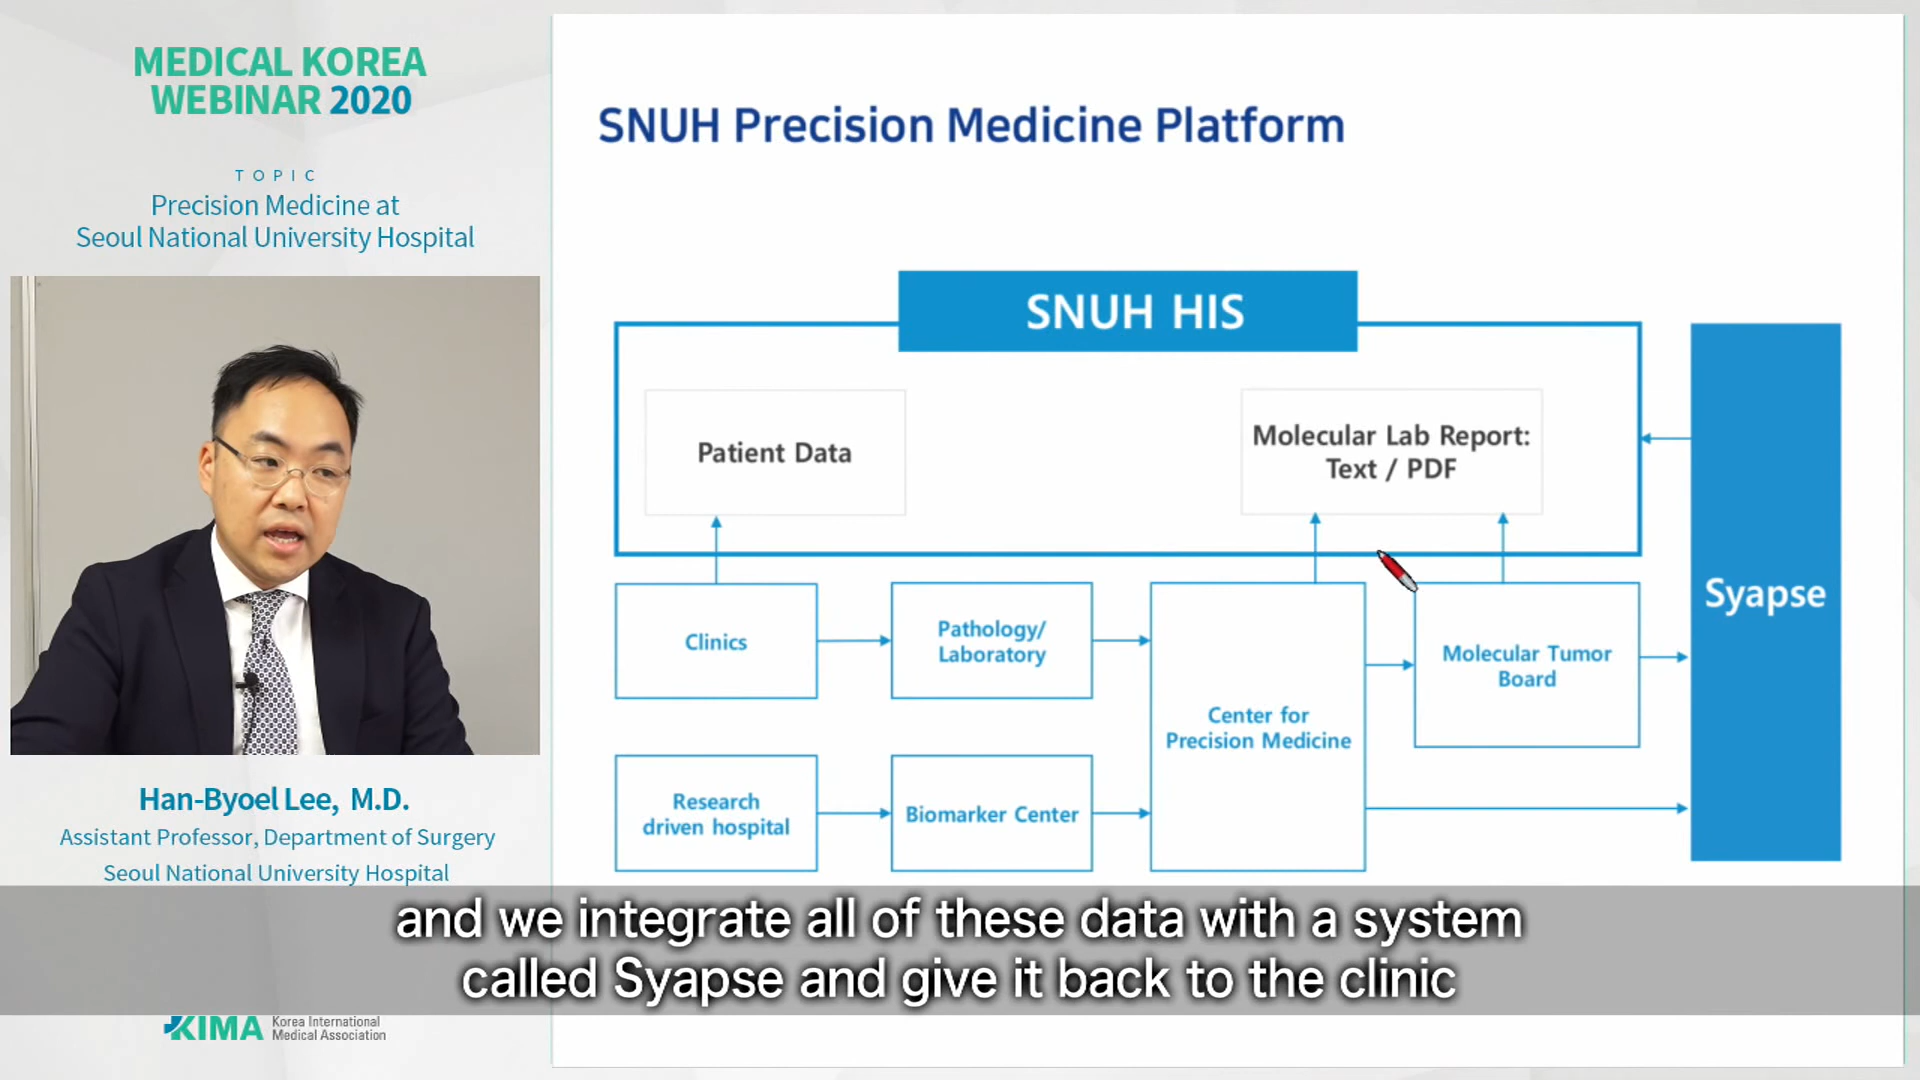 MEDICAL KOREA
WEBINAR 2020
TOPIC
Precision Medicine at
Seoul National University Hospital
Han-Byoel Lee, M.D.
Assistant Professor, Department of Surgery
Seoul National University Hospital
SNUH Precision Medicine Platform
SNUH HIS
Patient Data
Molecular Lab Report:
Text / PDF
Syapse
Clinics
Pathology/
Laboratory
Center for
Precision Medicine
Molecular Tumor
Board
Research
driven hospital
Biomarker Center
and we integrate all of these data with a system
called Syapse and give it back to the clinic
KIMA
Korea International
Medical Association